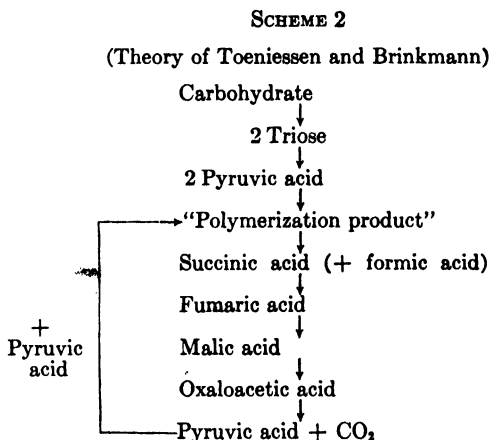 SCHEME 2
(Theory of Toeniessen and Brinkmann)
Carbohydrate
2 Triose
2 Pyruvic acid
"Polymerization product"
Succinic acid (+ formic acid)
Fumaric acid
+
Pyruvic
acid
Malic acid
Oxaloacetic acid
Pyruvic acid + CO₂